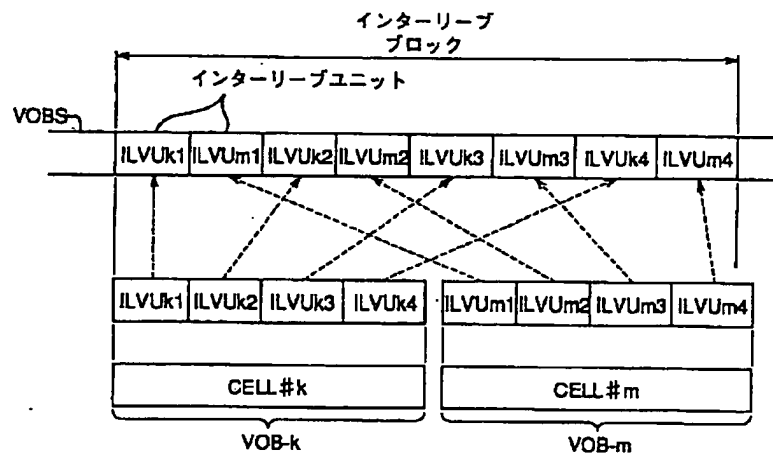 インターリーブ
ブロック
インターリーブユニット
VOBS
ILVUk1 ILVUm1 ILVUk2 ILVUm2 ILVUk3 ILVUm3 ILVUk4 ILVUm4
ILVUk1 ILVUk2 ILVUk3 ILVUk4 ILVUm1 ILVUm2 ILVUm3 ILVUm4
CELL#k CELL#m
VOB-k VOB-m